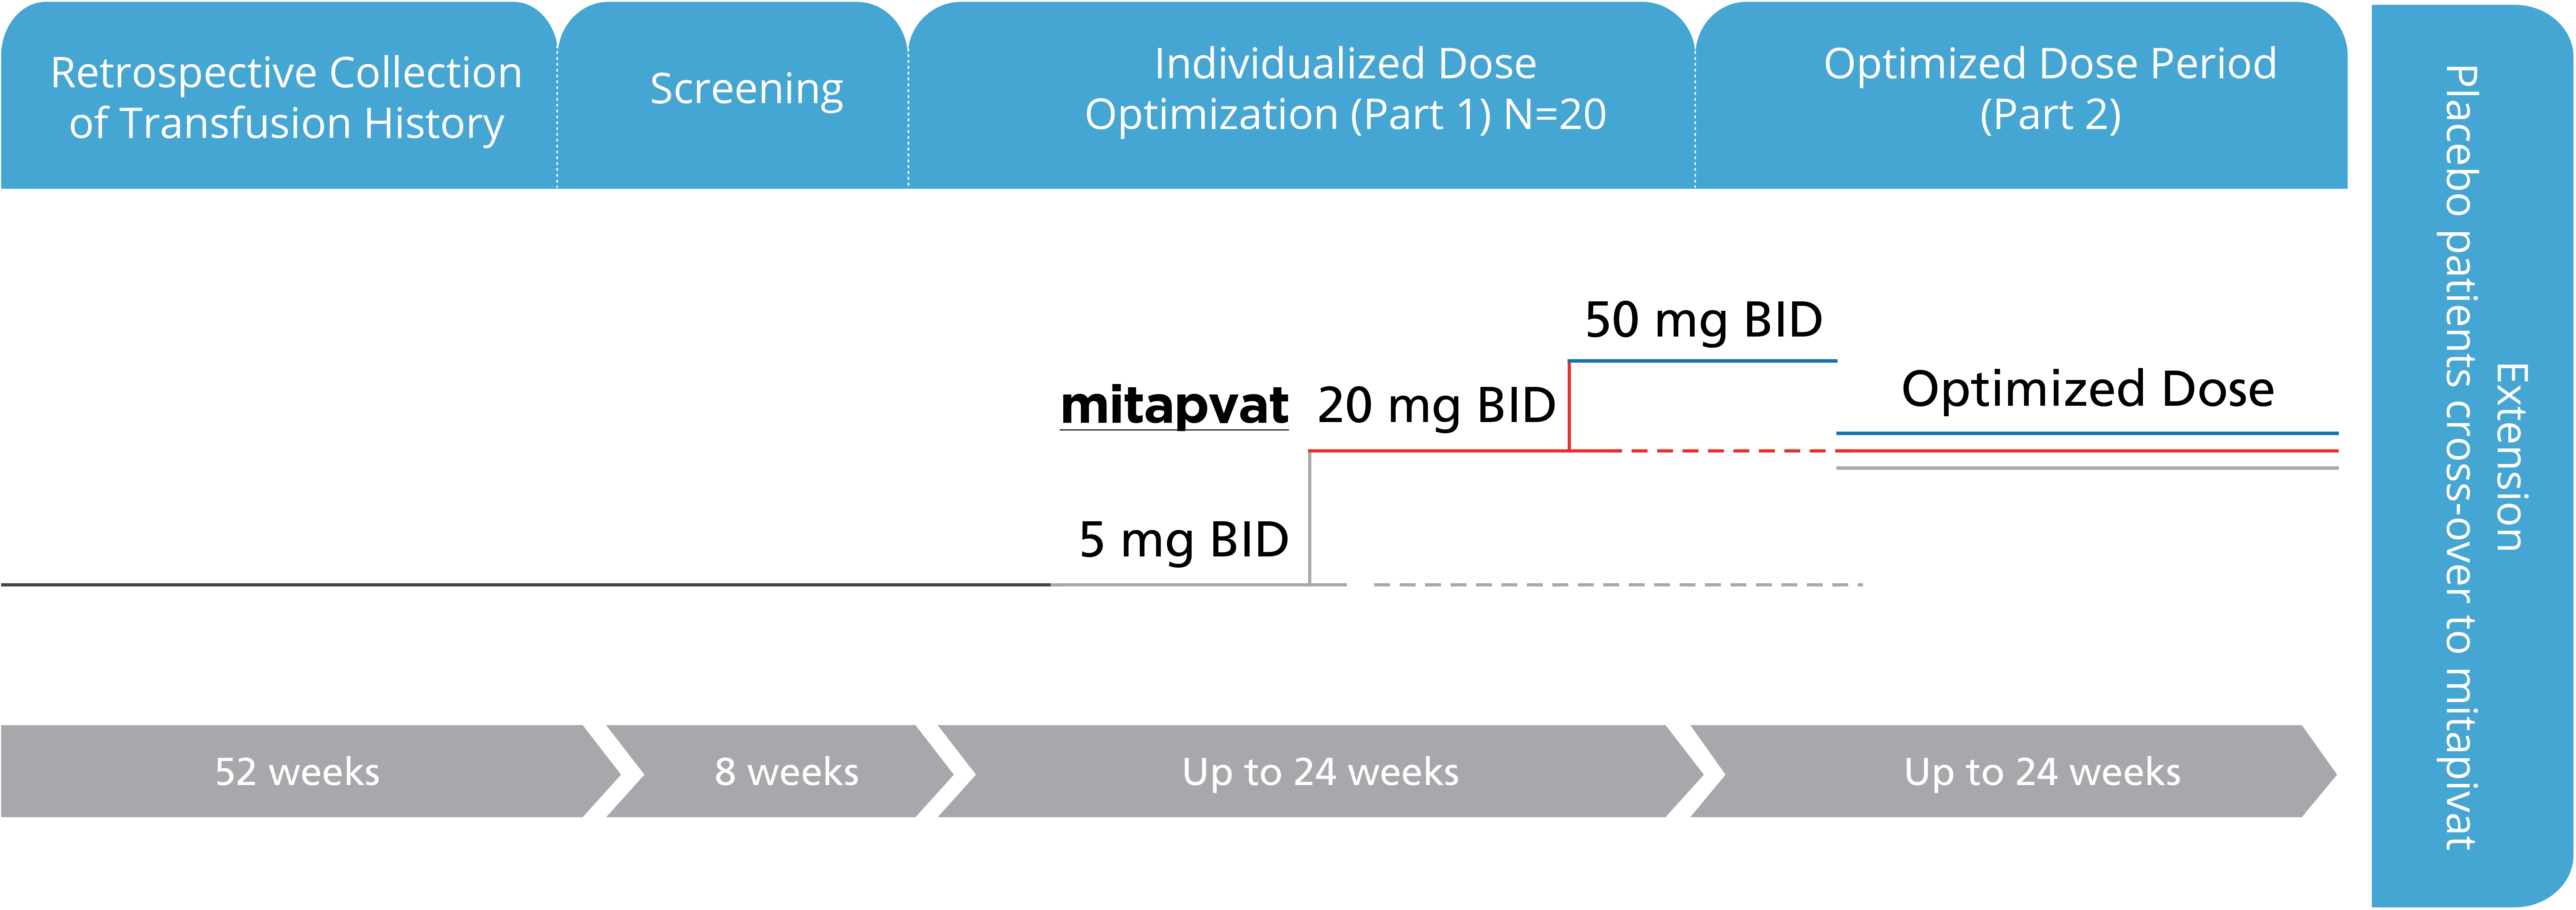 Retrospective Collection
of Transfusion History
Screening
Individualized Dose
Optimization (Part 1) N=20
Optimized Dose Period
(Part 2)
50 mg BID
mitapvat 20 mg BID
Optimized Dose
5 mg BID
52 weeks
8 weeks
Up to 24 weeks
Up to 24 weeks
Extension
Placebo patients cross-over to mitapivat